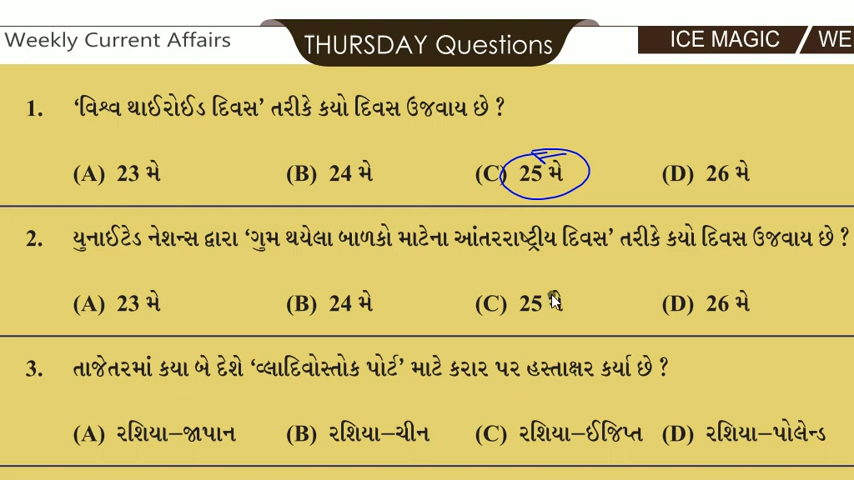 Weekly Current Affairs THURSDAY Questions ICE MAGIC WE
1. 'વિશ્વ થાઈરોઈડ દિવસ' તરીકે કયો દિવસ ઉજવાય છે ?
(A) 23 મે (B) 24 મે (C) 25 મે (D) 26 મે
2. યુનાઈટેડ નેશન્સ દ્વારા 'ગુમ થયેલા બાળકો માટેના આંતરરાષ્ટ્રીય દિવસ' તરીકે કયો દિવસ ઉજવાય છે ?
(A) 23 મે (B) 24 મે (C) 25 મે (D) 26 મે
3. તાજેતરમાં કયા બે દેશે 'વ્લાદિવોસ્તોક પોર્ટ' માટે કરાર પર હસ્તાક્ષર કર્યા છે ?
(A) રશિયા–જાપાન (B) રશિયા–ચીન (C) રશિયા–ઈજિપ્ત (D) રશિયા–પોલેન્ડ